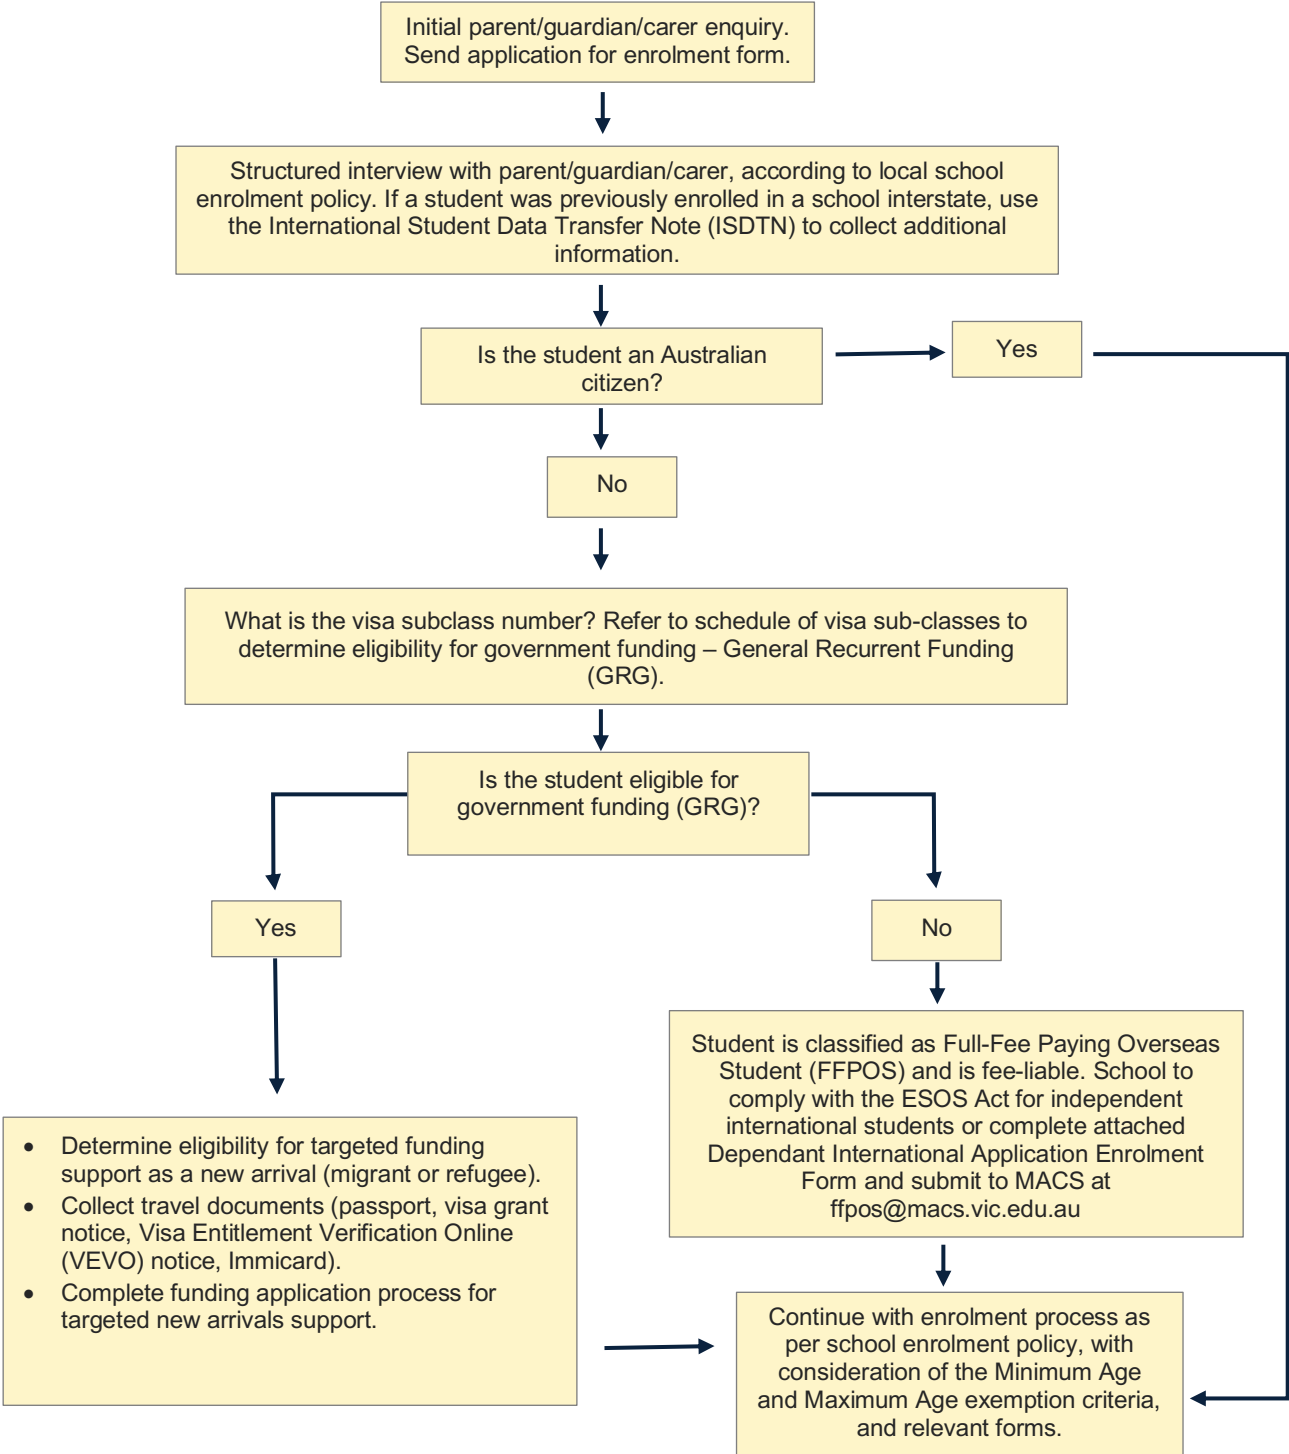 Initial parent/guardian/carer enquiry.
Send application for enrolment form.
Structured interview with parent/guardian/carer, according to local school
enrolment policy. If a student was previously enrolled in a school interstate, use
the International Student Data Transfer Note (ISDTN) to collect additional
information.
Is the student an Australian
citizen?
Yes
No
What is the visa subclass number? Refer to schedule of visa sub-classes to
determine eligibility for government funding – General Recurrent Funding
(GRG).
Is the student eligible for
government funding (GRG)?
Yes
No
Student is classified as Full-Fee Paying Overseas
Student (FFPOS) and is fee-liable. School to
comply with the ESOS Act for independent
international students or complete attached
Dependant International Application Enrolment
Form and submit to MACS at
ffpos@macs.vic.edu.au
• Determine eligibility for targeted funding
support as a new arrival (migrant or refugee).
• Collect travel documents (passport, visa grant
notice, Visa Entitlement Verification Online
(VEVO) notice, Immicard).
• Complete funding application process for
targeted new arrivals support.
Continue with enrolment process as
per school enrolment policy, with
consideration of the Minimum Age
and Maximum Age exemption criteria,
and relevant forms.